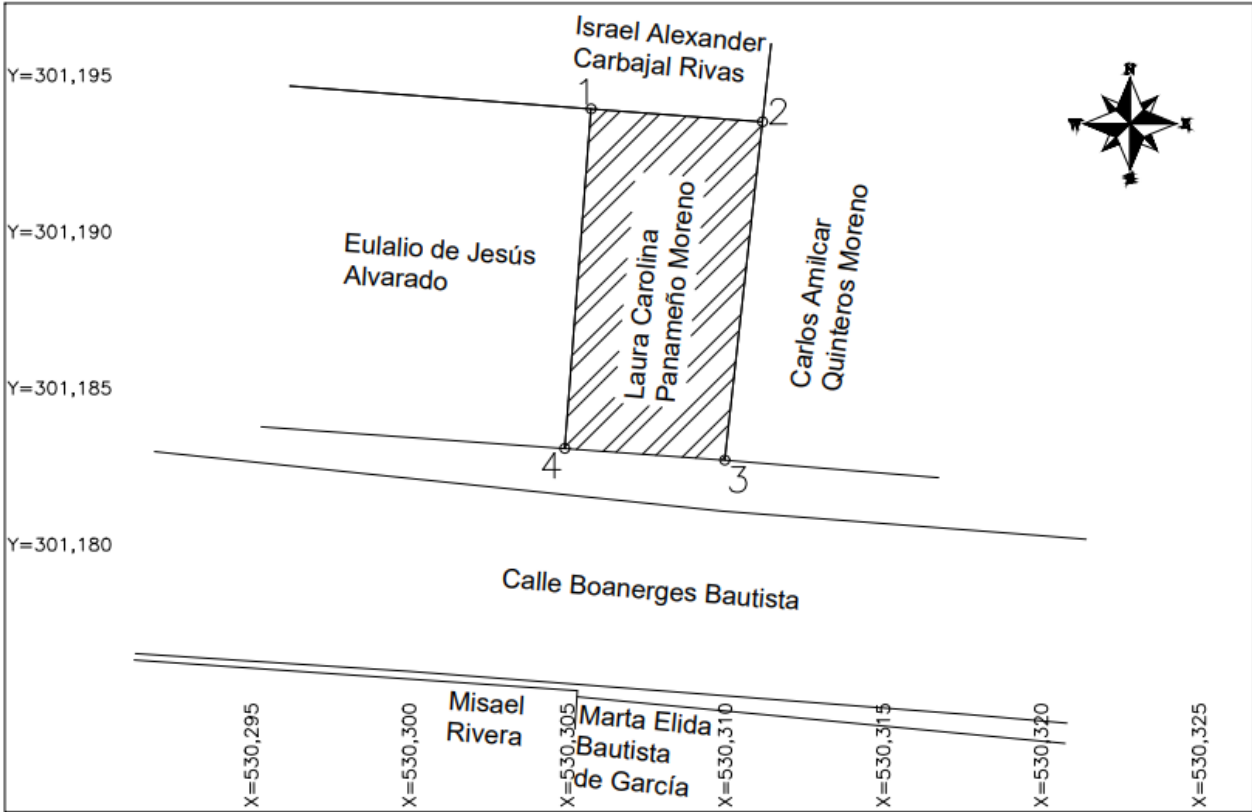 Israel Alexander
Carbajal Rivas
Y=301,195
1
2
N
W
E
S
Laura Carolina
Panameño Moreno
Carlos Amilcar
Quinteros Moreno
Y=301,190
Eulalio de Jesús
Alvarado
Y=301,185
4
3
Y=301,180
Calle Boanerges Bautista
Misael
Rivera
Marta Elida
Bautista
de García
X=530,295
X=530,300
X=530,305
X=530,310
X=530,315
X=530,320
X=530,325